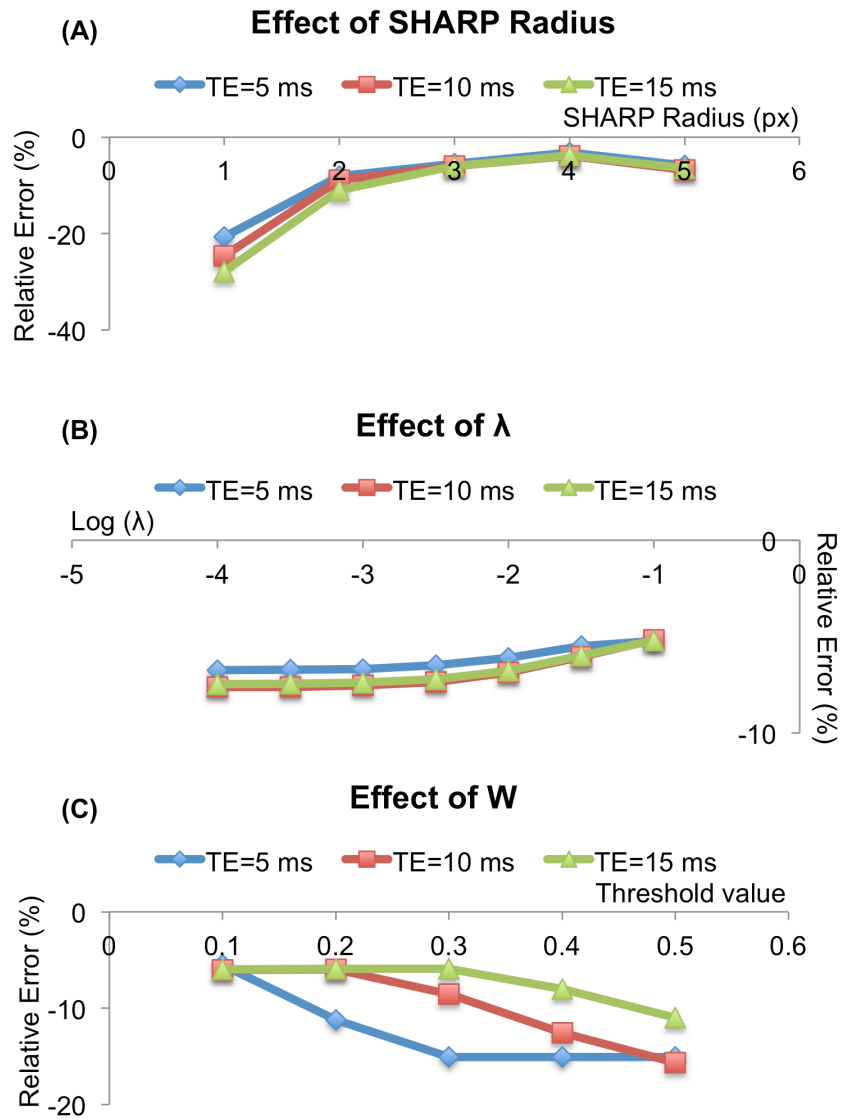 (A)
Effect of SHARP Radius
TE=5 ms TE=10 ms TE=15 ms
SHARP Radius (px)
0
0 1 2 3 4 5 6
-20
-40
Relative Error (%)
(B)
Effect of λ
TE=5 ms TE=10 ms TE=15 ms
Log (λ)
0
-5 -4 -3 -2 -1 0
-10
Relative Error (%)
(C)
Effect of W
TE=5 ms TE=10 ms TE=15 ms
Threshold value
0
0 0.1 0.2 0.3 0.4 0.5 0.6
-10
-20
Relative Error (%)